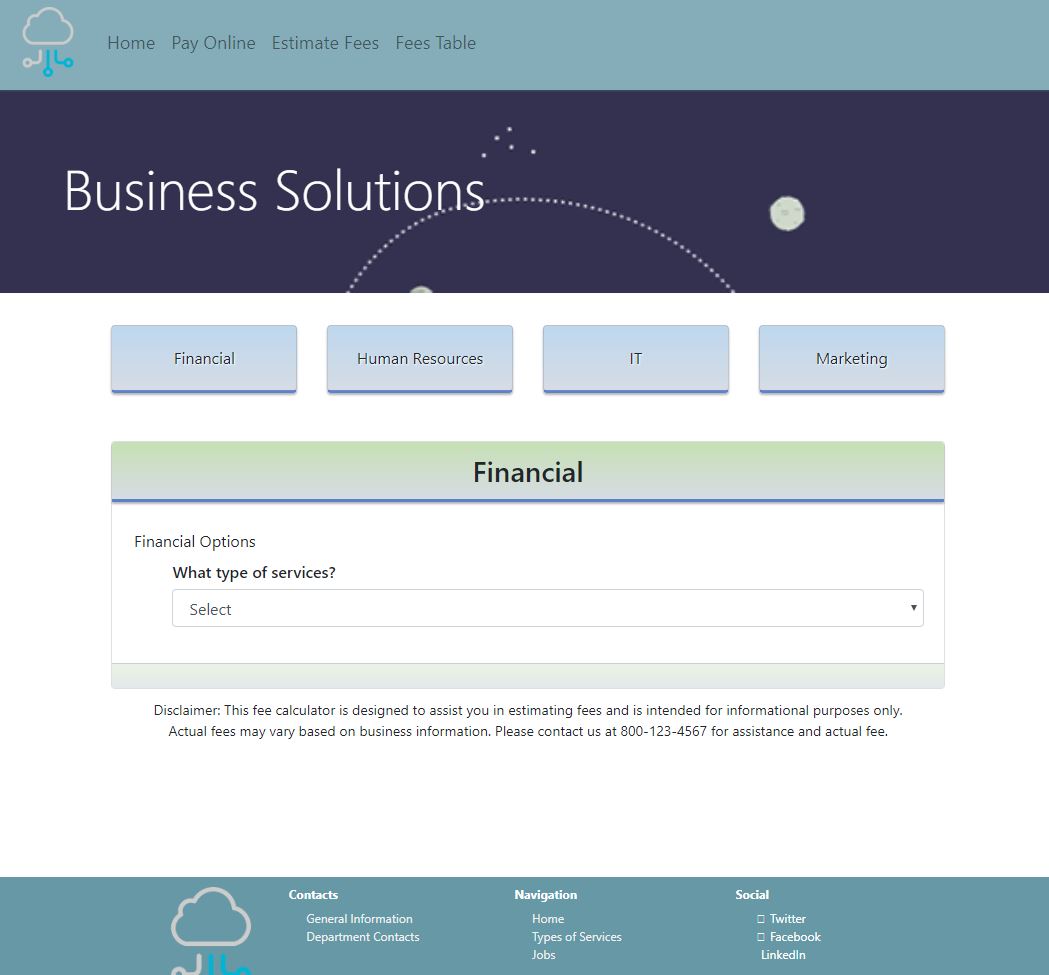 Home Pay Online Estimate Fees Fees Table
Business Solutions
Financial Human Resources IT Marketing
Financial
Financial Options
What type of services?
Select
Disclaimer: This fee calculator is designed to assist you in estimating fees and is intended for informational purposes only.
Actual fees may vary based on business information. Please contact us at 800-123-4567 for assistance and actual fee.
Contacts
General Information
Department Contacts
Navigation
Home
Types of Services
Jobs
Social
Twitter
Facebook
LinkedIn